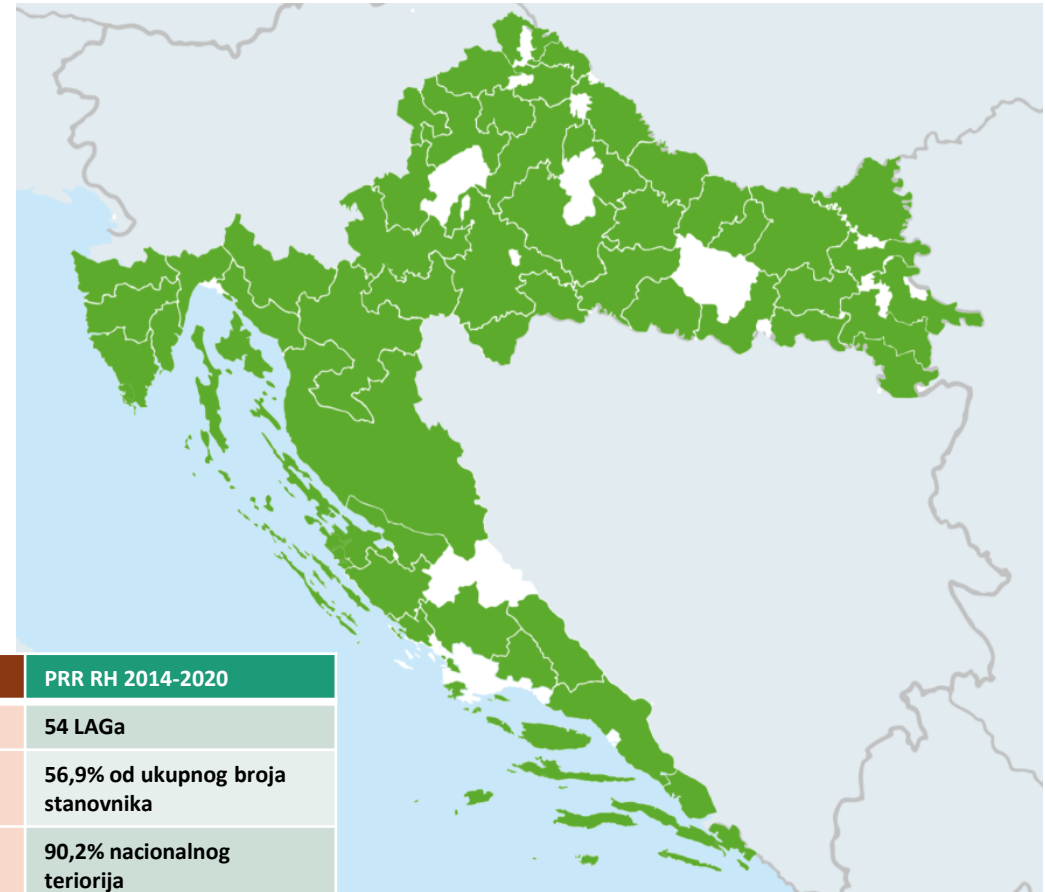 PRR RH 2014-2020
54 LAGa
56,9% od ukupnog broja
stanovnika
90,2% nacionalnog
teriorija